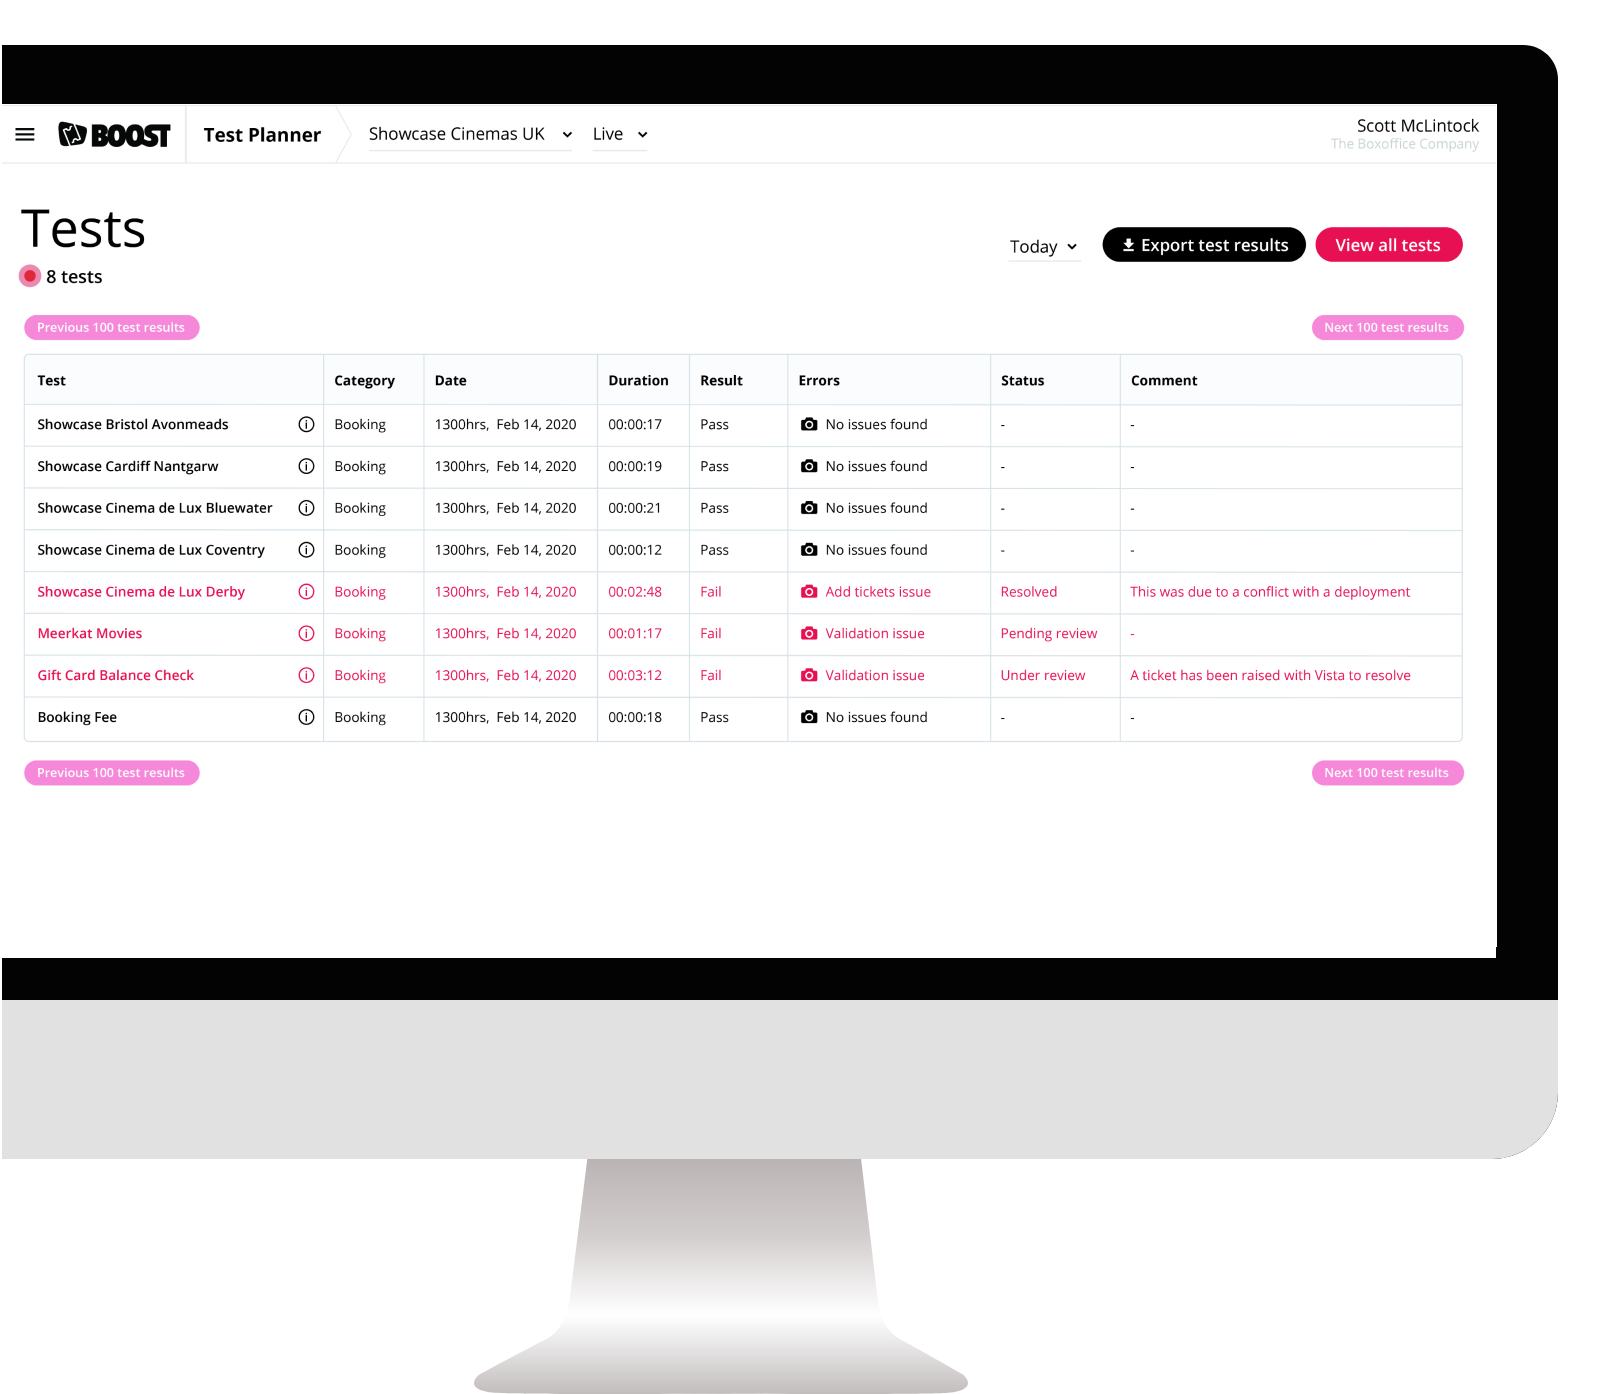 BOOST
Test Planner
Showcase Cinemas UK
Live
Scott McLintock
The Boxoffice Company
Tests
8 tests
Today
Export test results
View all tests
Previous 100 test results
Next 100 test results
Test Category Date Duration Result Errors Status Comment
Showcase Bristol Avonmeads Booking 1300hrs, Feb 14, 2020 00:00:17 Pass No issues found - -
Showcase Cardiff Nantgarw Booking 1300hrs, Feb 14, 2020 00:00:19 Pass No issues found - -
Showcase Cinema de Lux Bluewater Booking 1300hrs, Feb 14, 2020 00:00:21 Pass No issues found - -
Showcase Cinema de Lux Coventry Booking 1300hrs, Feb 14, 2020 00:00:12 Pass No issues found - -
Showcase Cinema de Lux Derby Booking 1300hrs, Feb 14, 2020 00:02:48 Fail Add tickets issue Resolved This was due to a conflict with a deployment
Meerkat Movies Booking 1300hrs, Feb 14, 2020 00:01:17 Fail Validation issue Pending review -
Gift Card Balance Check Booking 1300hrs, Feb 14, 2020 00:03:12 Fail Validation issue Under review A ticket has been raised with Vista to resolve
Booking Fee Booking 1300hrs, Feb 14, 2020 00:00:18 Pass No issues found - -
Previous 100 test results
Next 100 test results